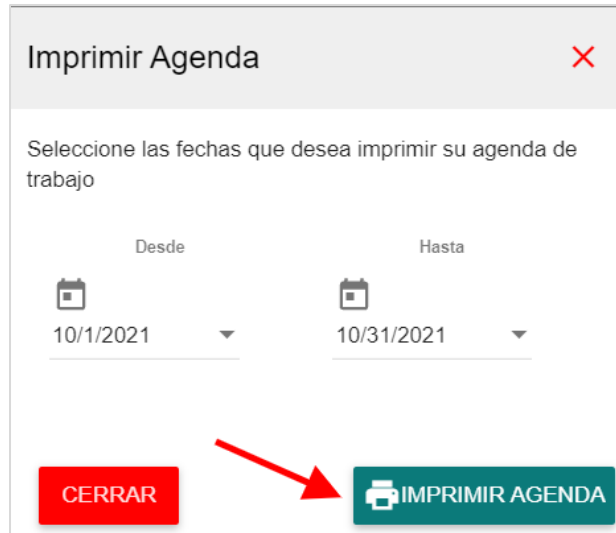 Imprimir Agenda
Seleccione las fechas que desea imprimir su agenda de
trabajo
Desde Hasta
10/1/2021 10/31/2021
CERRAR IMPRIMIR AGENDA